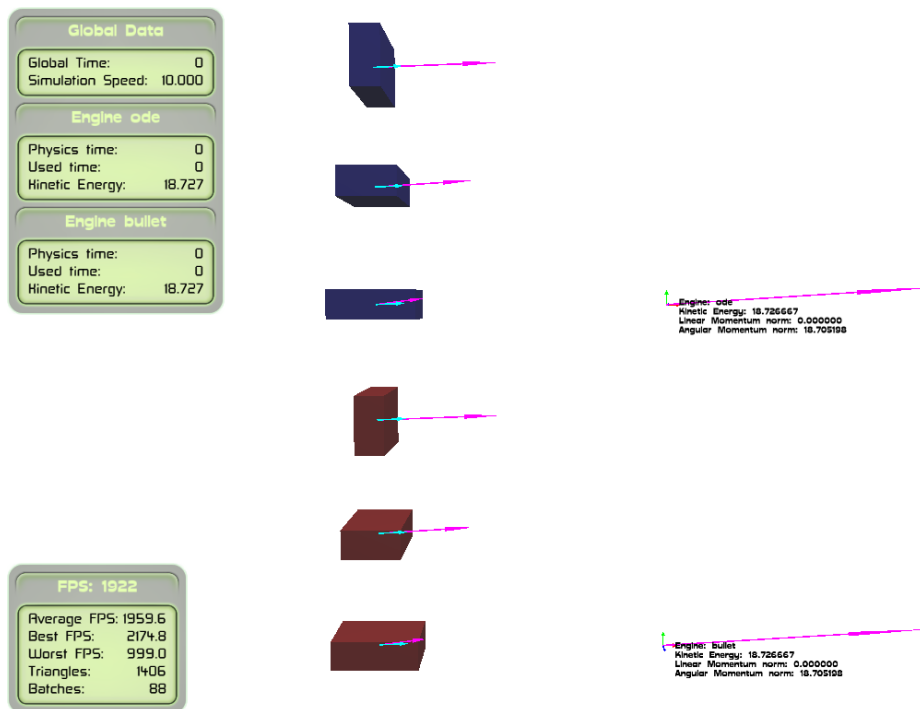 Global Data
Global Time: 0
Simulation Speed: 10.000
Engine ode
Physics time: 0
Used time: 0
Kinetic Energy: 18.727
Engine bullet
Physics time: 0
Used time: 0
Kinetic Energy: 18.727
Engine: ode
Kinetic Energy: 18.726667
Linear Momentum norm: 0.000000
Angular Momentum norm: 18.705198
FPS: 1922
Average FPS: 1959.6
Best FPS: 2174.8
Worst FPS: 999.0
Triangles: 1406
Batches: 88
Engine: bullet
Kinetic Energy: 18.726667
Linear Momentum norm: 0.000000
Angular Momentum norm: 18.705198